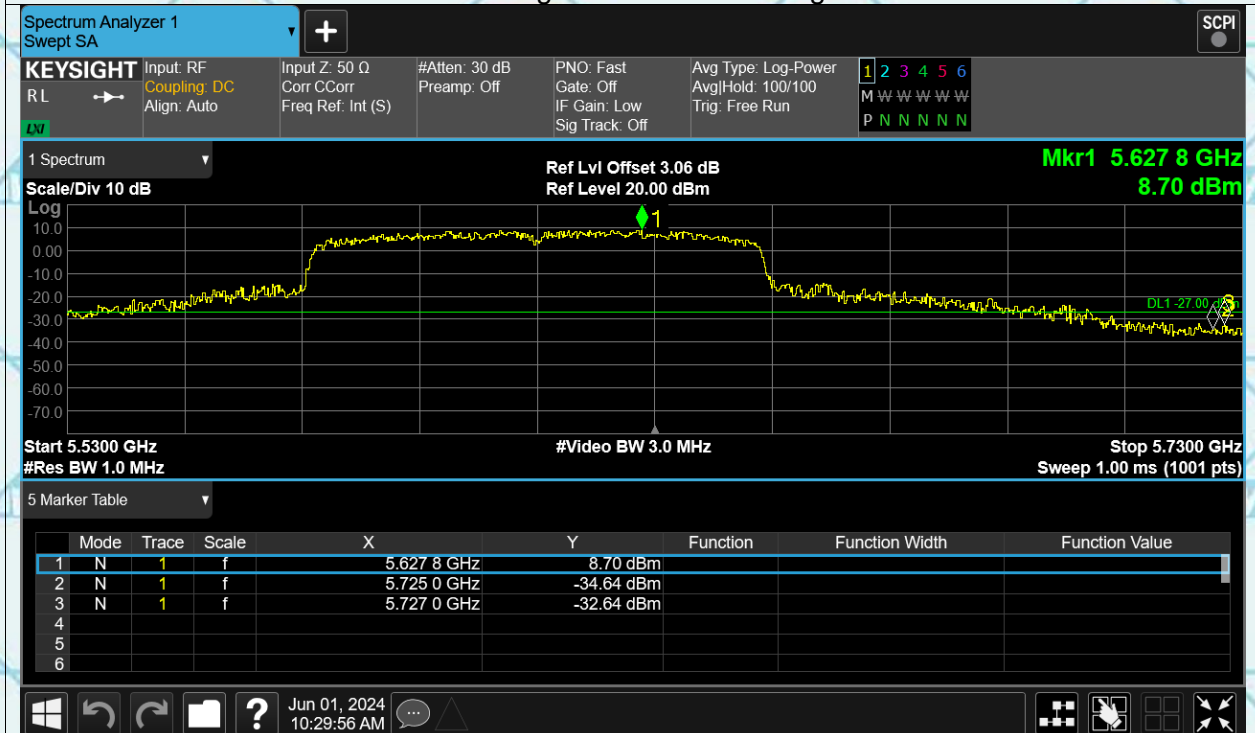 Spectrum Analyzer 1
Swept SA
+
SCPI
KEYSIGHT
RL
LXI
Input: RF
Coupling: DC
Align: Auto
Input Z: 50 Ω
Corr CCorr
Freq Ref: Int (S)
#Atten: 30 dB
Preamp: Off
PNO: Fast
Gate: Off
IF Gain: Low
Sig Track: Off
Avg Type: Log-Power
Avg|Hold: 100/100
Trig: Free Run
1 2 3 4 5 6
M W W W W W
P N N N N N
1 Spectrum
Scale/Div 10 dB
Ref Lvl Offset 3.06 dB
Ref Level 20.00 dBm
Mkr1 5.627 8 GHz
8.70 dBm
Log
10.0
0.00
-10.0
-20.0
-30.0
-40.0
-50.0
-60.0
-70.0
1
DL1 -27.00
Start 5.5300 GHz
#Res BW 1.0 MHz
#Video BW 3.0 MHz
Stop 5.7300 GHz
Sweep 1.00 ms (1001 pts)
5 Marker Table
Mode Trace Scale X Y Function Function Width Function Value
1 N 1 f 5.627 8 GHz 8.70 dBm
2 N 1 f 5.725 0 GHz -34.64 dBm
3 N 1 f 5.727 0 GHz -32.64 dBm
4
5
6
?
Jun 01, 2024
10:29:56 AM